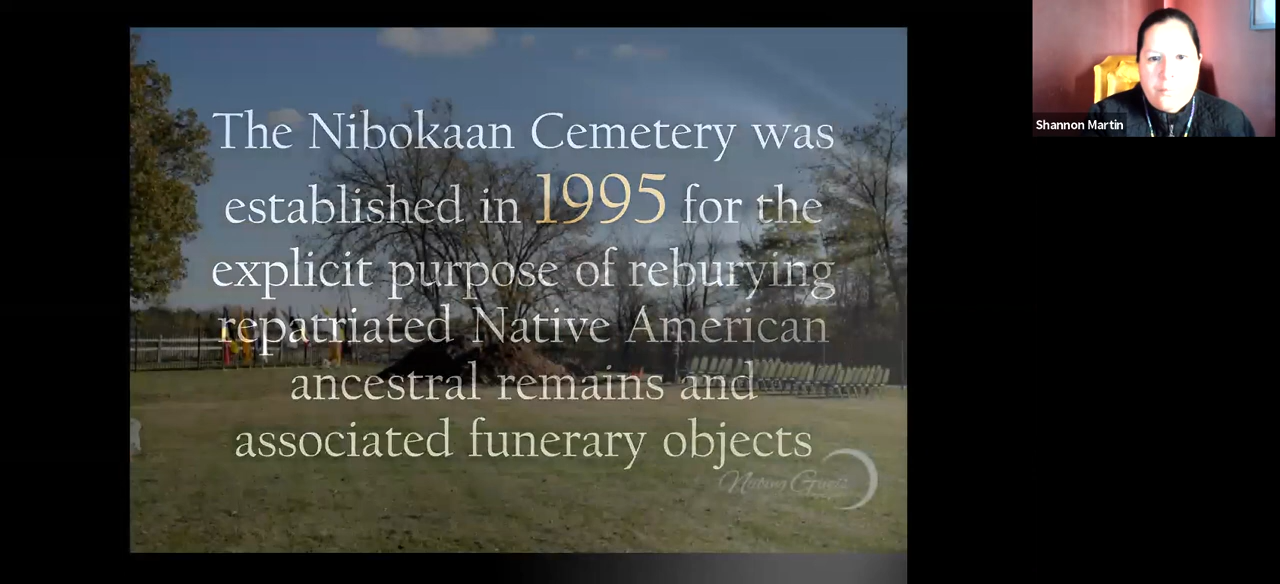 The Nibokaan Cemetery was
established in 1995 for the
explicit purpose of reburying
repatriated Native American
ancestral remains and
associated funerary objects
Shannon Martin